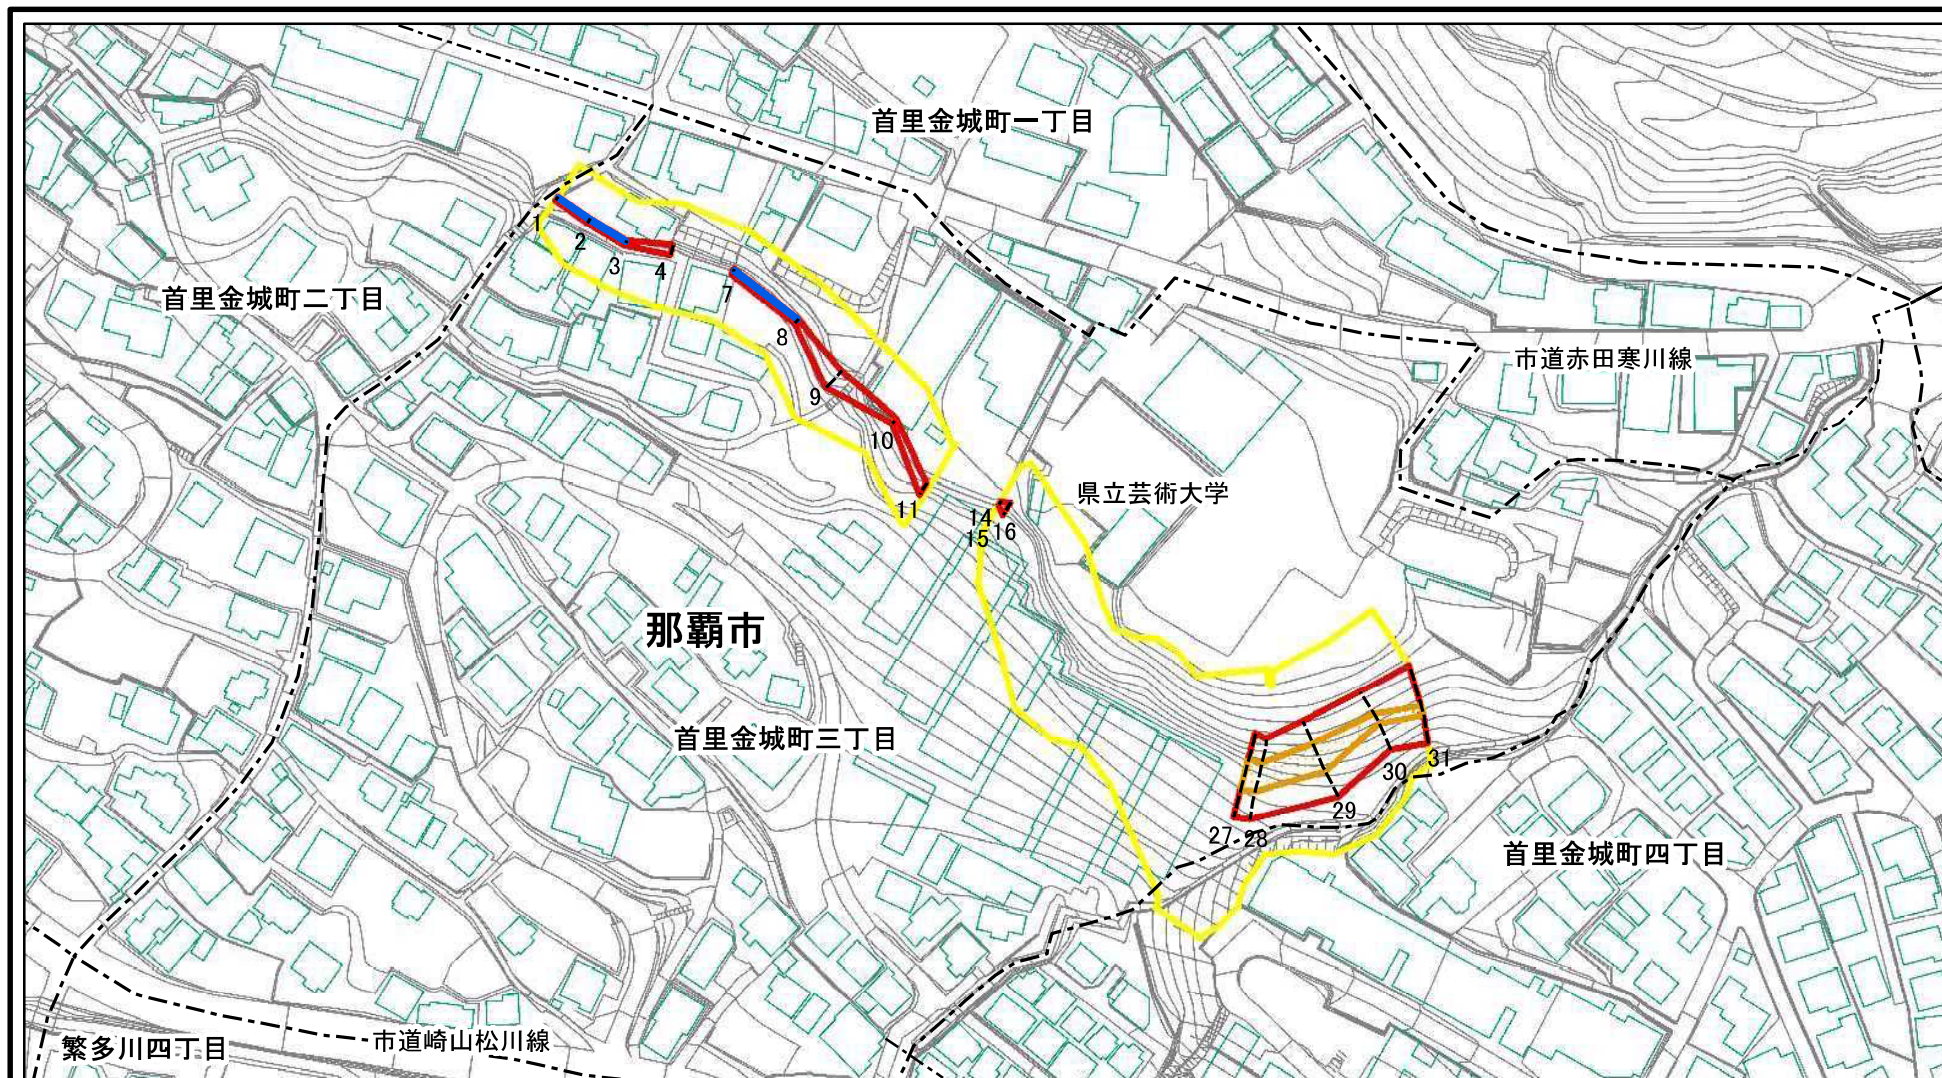 首里金城町一丁目
1
2
3
4
首里金城町二丁目
7
8
市道赤田寒川線
9
10
県立芸術大学
11
14
16
15
那覇市
首里金城町三丁目
31
30
29
27
28
首里金城町四丁目
市道崎山松川線
繁多川四丁目